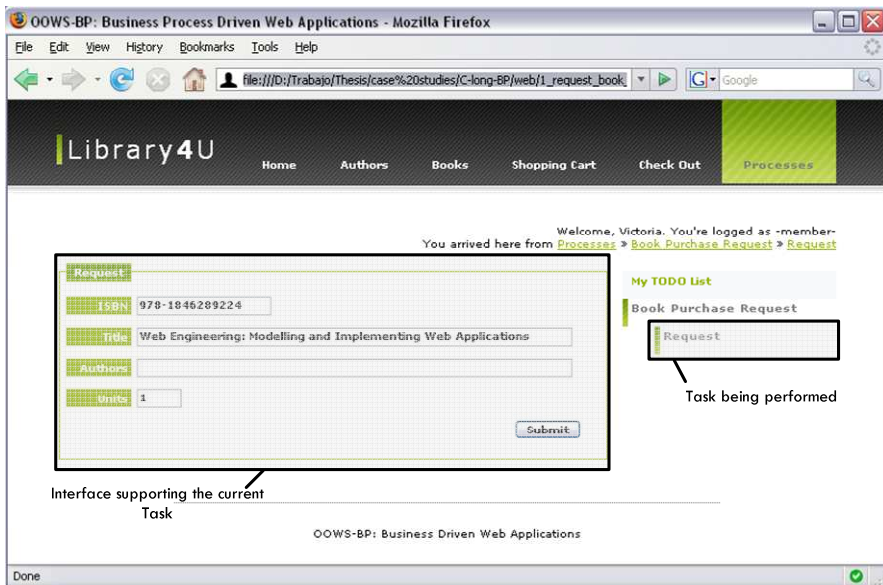 OOWS-BP: Business Process Driven Web Applications - Mozilla Firefox
File Edit View History Bookmarks Tools Help
file:///D:/Trabajo/Thesis/case%20studies/C-long-BP/web/1_request_book_ Google
Library4U Home Authors Books Shopping Cart Check Out Processes
Welcome, Victoria. You're logged as -member-
You arrived here from Processes » Book Purchase Request » Request
Request
ISBN 978-1846289224
Title Web Engineering: Modelling and Implementing Web Applications
Authors
Units 1
Submit
My TODO List
Book Purchase Request
Request
Task being performed
Interface supporting the current
Task
OOWS-BP: Business Driven Web Applications
Done